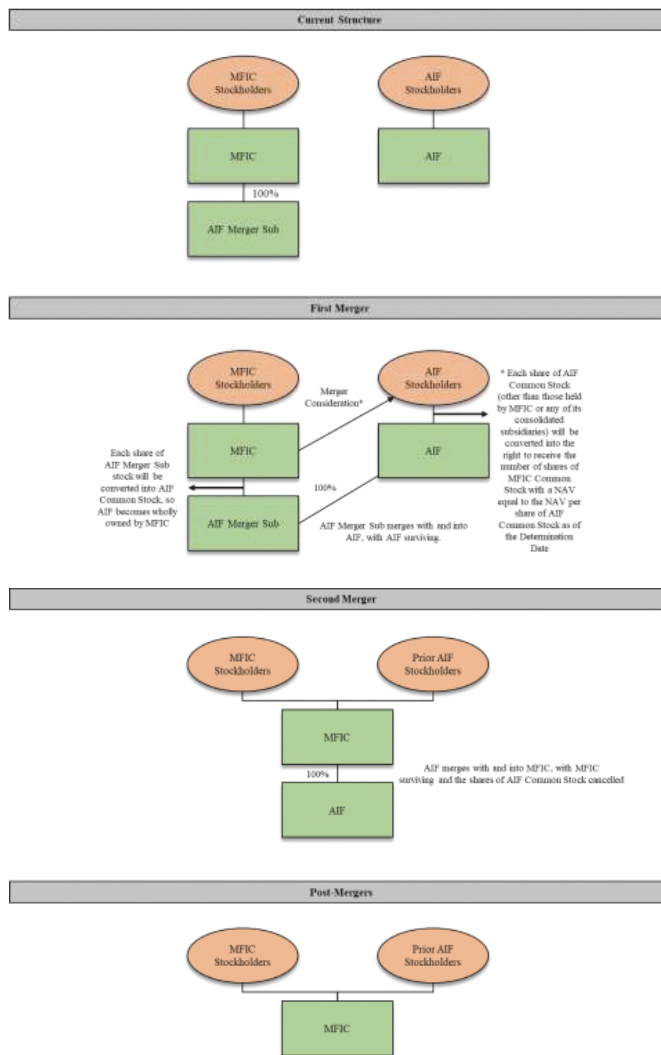 Current Structure
MFIC
Stockholders
AIF
Stockholders
MFIC
AIF
100%
AIF Merger Sub
First Merger
MFIC
Stockholders
Merger
Consideration*
AIF
Stockholders
* Each share of AIF
Common Stock
(other than those held
by MFIC or any of its
consolidated
subsidiaries) will be
converted into the
right to receive the
number of shares of
MFIC Common
Stock with a NAV
equal to the NAV per
share of AIF
Common Stock as of
the Determination
Date
Each share of
AIF Merger Sub
stock will be
converted into AIF
Common Stock, so
AIF becomes wholly
owned by MFIC
MFIC
AIF
100%
AIF Merger Sub
AIF Merger Sub merges with and into
AIF, with AIF surviving.
Second Merger
MFIC
Stockholders
Prior AIF
Stockholders
MFIC
100%
AIF merges with and into MFIC, with MFIC
surviving and the shares of AIF Common Stock cancelled
AIF
Post-Mergers
MFIC
Stockholders
Prior AIF
Stockholders
MFIC